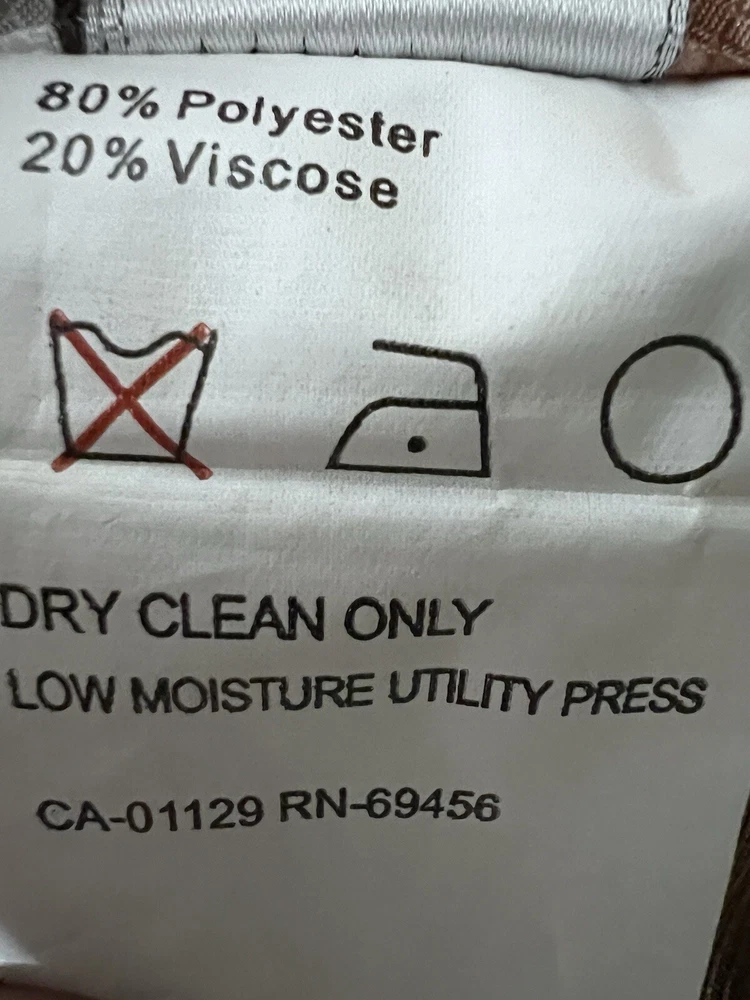 80% Polyester
20% Viscose
DRY CLEAN ONLY
LOW MOISTURE UTILITY PRESS
CA-01129 RN-69456